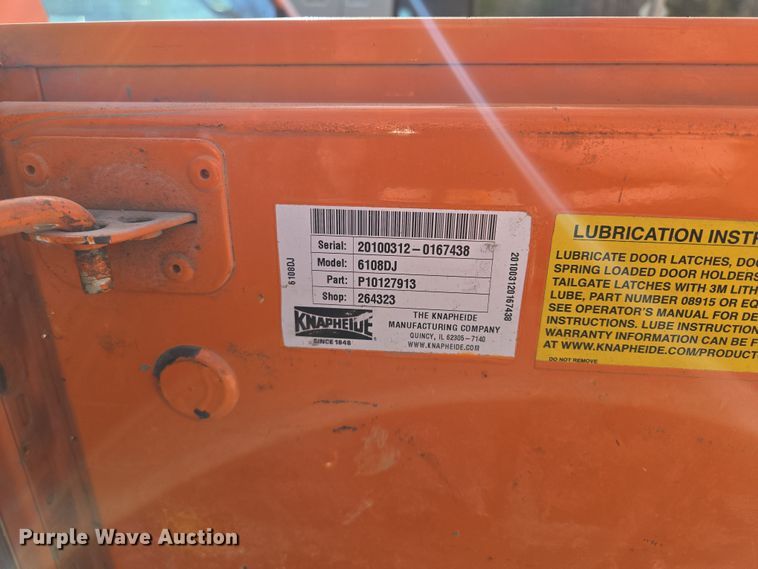 Serial: 20100312-0167438
Model: 6108DJ
Part: P10127913
Shop: 264323
6108DJ
201003120167438
KNAPHEIDE
SINCE 1848
THE KNAPHEIDE
MANUFACTURING COMPANY
QUINCY, IL 62305-7140
WWW.KNAPHEIDE.COM
LUBRICATION INSTR
LUBRICATE DOOR LATCHES, DOO
SPRING LOADED DOOR HOLDERS
TAILGATE LATCHES WITH 3M LITH
LUBE, PART NUMBER 08915 OR EQ
SEE OPERATOR'S MANUAL FOR DE
INSTRUCTIONS. LUBE INSTRUCTION
WARRANTY INFORMATION CAN BE F
AT WWW.KNAPHEIDE.COM/PRODUCT
DO NOT REMOVE
Purple Wave Auction